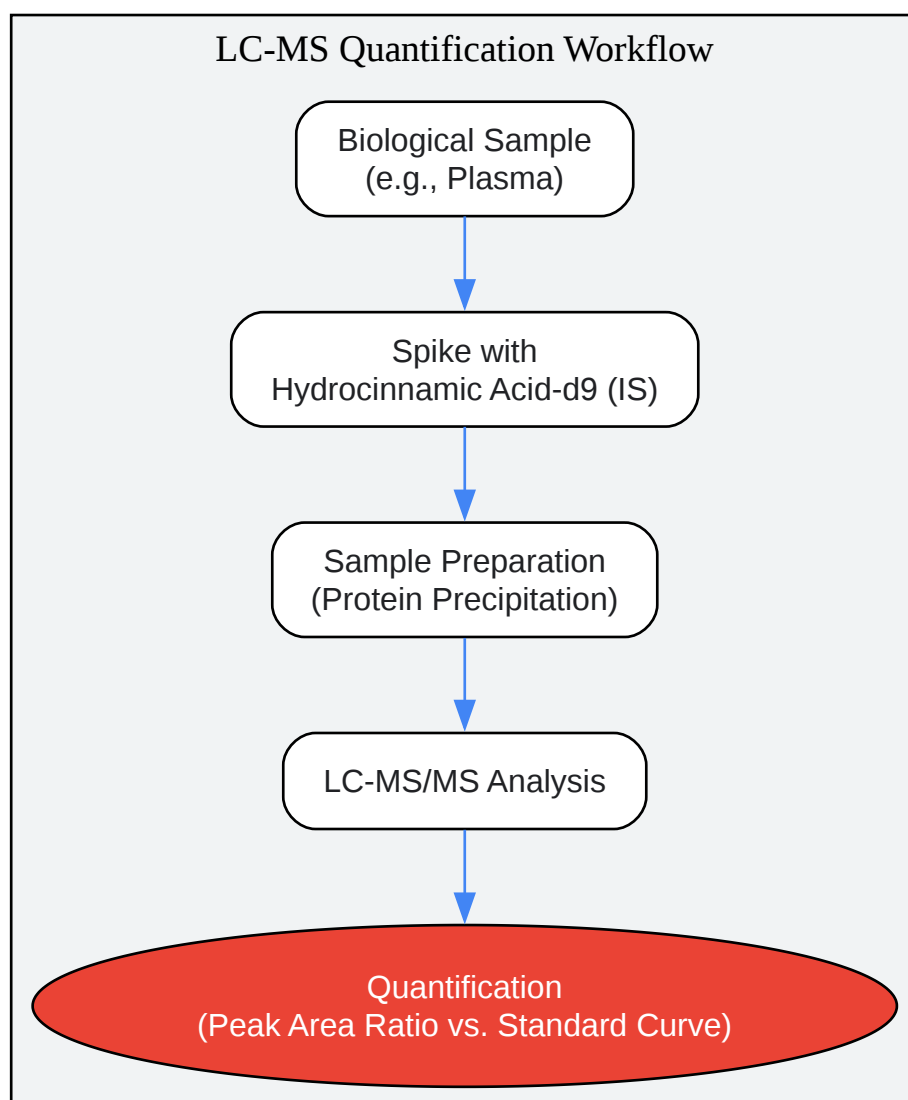 LC-MS Quantification Workflow
Biological Sample
(e.g., Plasma)
Spike with
Hydrocinnamic Acid-d9 (IS)
Sample Preparation
(Protein Precipitation)
LC-MS/MS Analysis
Quantification
(Peak Area Ratio vs. Standard Curve)